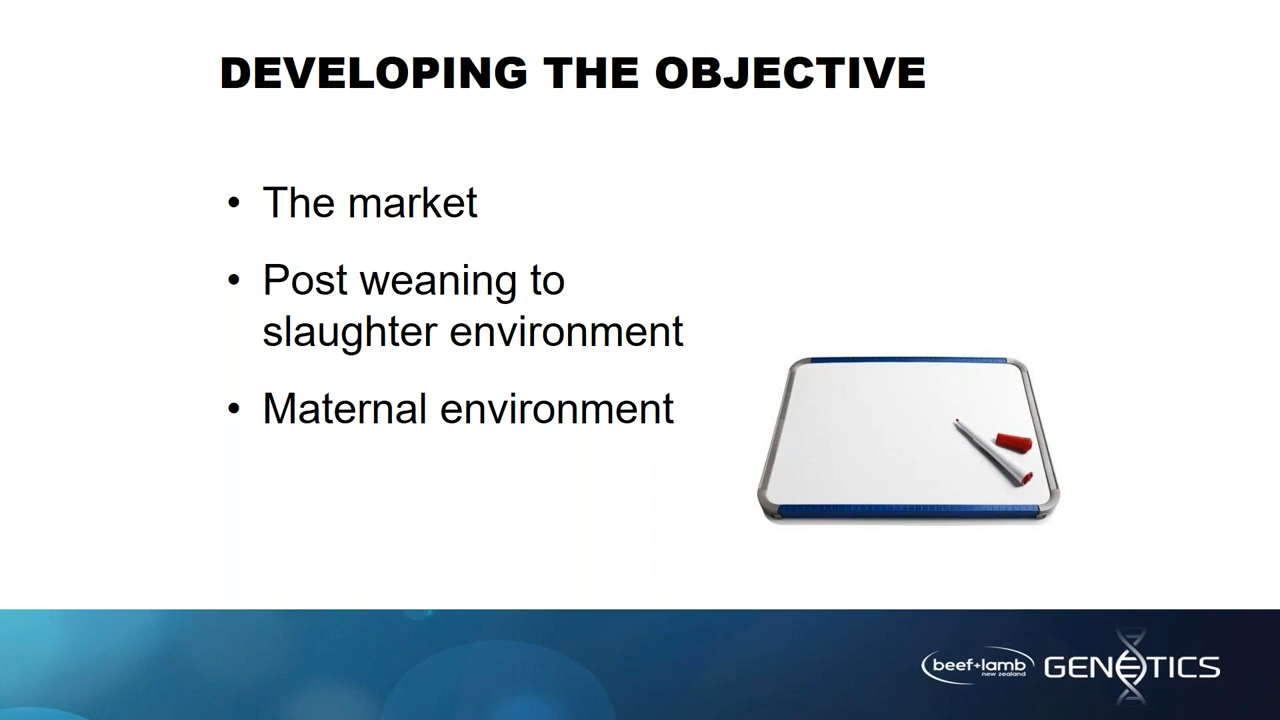 DEVELOPING THE OBJECTIVE
• The market
• Post weaning to
slaughter environment
• Maternal environment
beef+lamb
new zealand
GENETICS